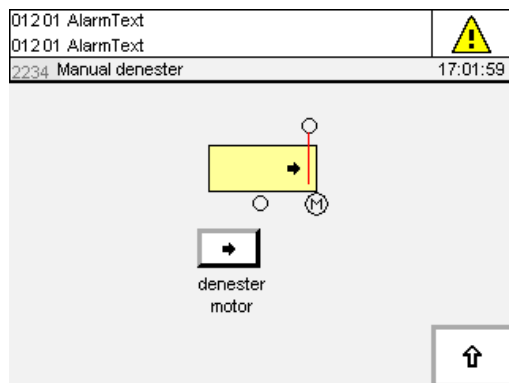 01201 AlarmText
01201 AlarmText
2234 Manual denester 17:01:59
M
denester
motor